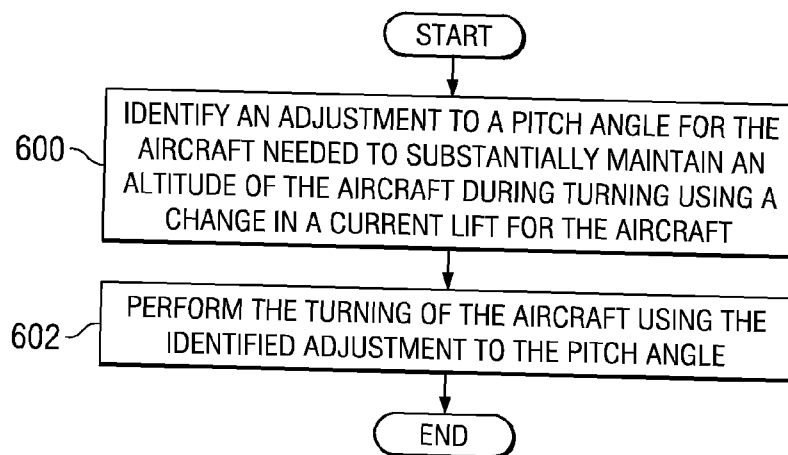 START
600
IDENTIFY AN ADJUSTMENT TO A PITCH ANGLE FOR THE
AIRCRAFT NEEDED TO SUBSTANTIALLY MAINTAIN AN
ALTITUDE OF THE AIRCRAFT DURING TURNING USING A
CHANGE IN A CURRENT LIFT FOR THE AIRCRAFT
602
PERFORM THE TURNING OF THE AIRCRAFT USING THE
IDENTIFIED ADJUSTMENT TO THE PITCH ANGLE
END